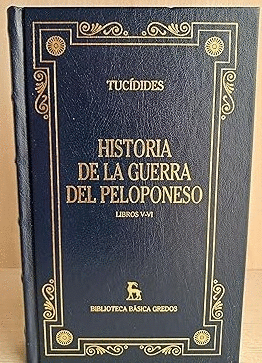 TUCÍDIDES
HISTORIA
DE LA GUERRA
DEL PELOPONESO
LIBROS V-VI
BIBLIOTECA BÁSICA GREDOS